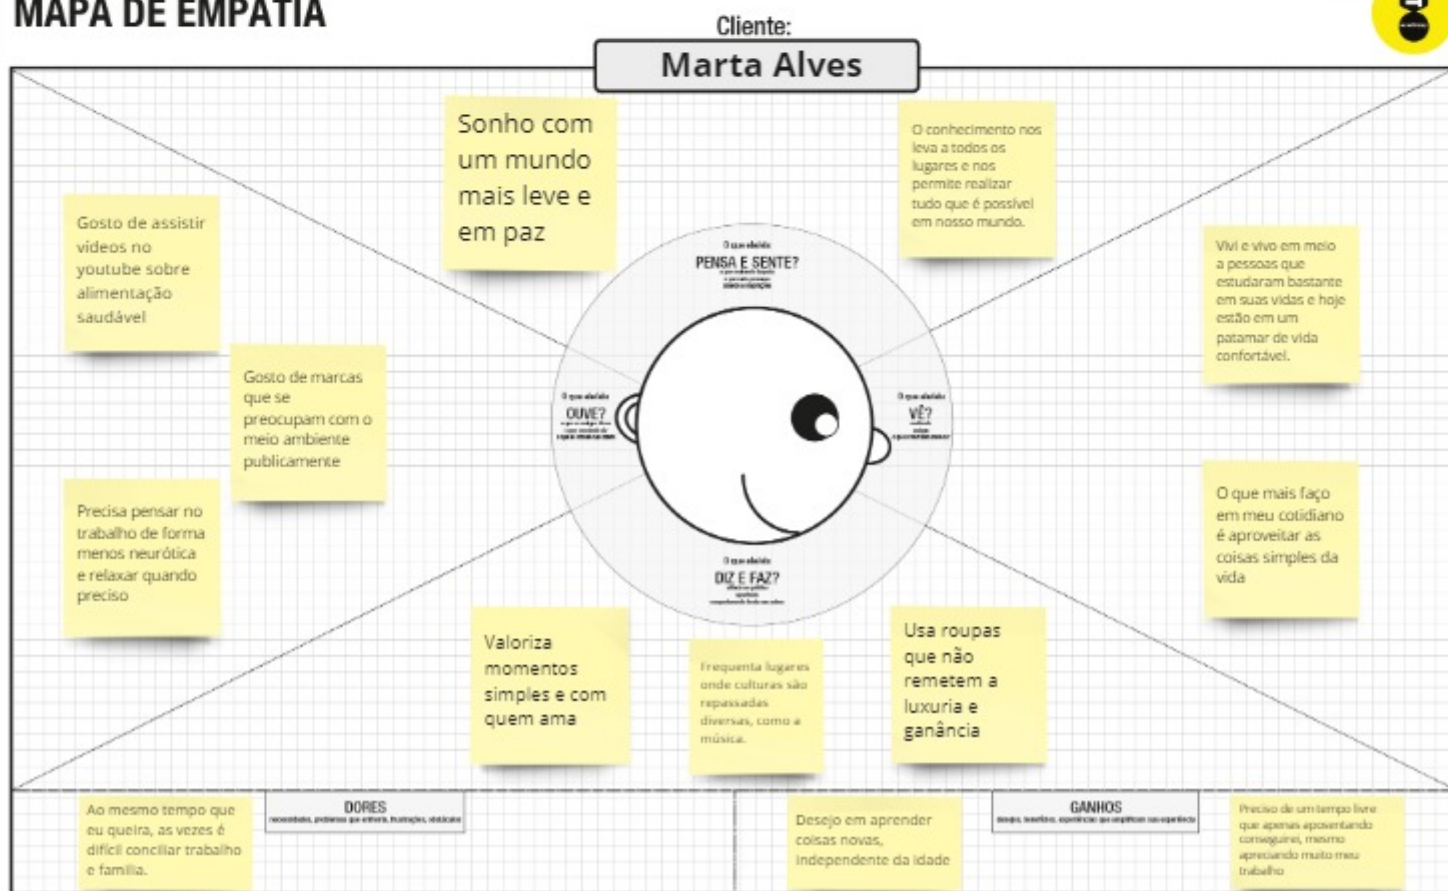 MAPA DE EMPATIA
Cliente:
Marta Alves
Sonho com
um mundo
mais leve e
em paz
O conhecimento nos
leva a todos os
lugares e nos
permite realizar
tudo que é possível
em nosso mundo.
Gosto de assistir
vídeos no
youtube sobre
alimentação
saudável
Gosto de marcas
que se
preocupam com o
meio ambiente
publicamente
Precisa pensar no
trabalho de forma
menos neurótica
e relaxar quando
preciso
PENSA E SENTE?
OUVE?
VÊ?
DIZ E FAZ?
Vivi e vivo em meio
a pessoas que
estudaram bastante
em suas vidas e hoje
estão em um
patamar de vida
confortável.
O que mais faço
em meu cotidiano
é aproveitar as
coisas simples da
vida
Valoriza
momentos
simples e com
quem ama
Frequenta lugares
onde culturas são
repassadas
diversas, como a
música.
Usa roupas
que não
remetem a
luxuria e
ganância
Ao mesmo tempo que
eu queira, as vezes é
difícil conciliar trabalho
e familia.
DORES
Desejo em aprender
coisas novas,
independente da idade
GANHOS
Preciso de um tempo livre
que apenas aposentando
conseguirei, mesmo
apreciando muito meu
trabalho